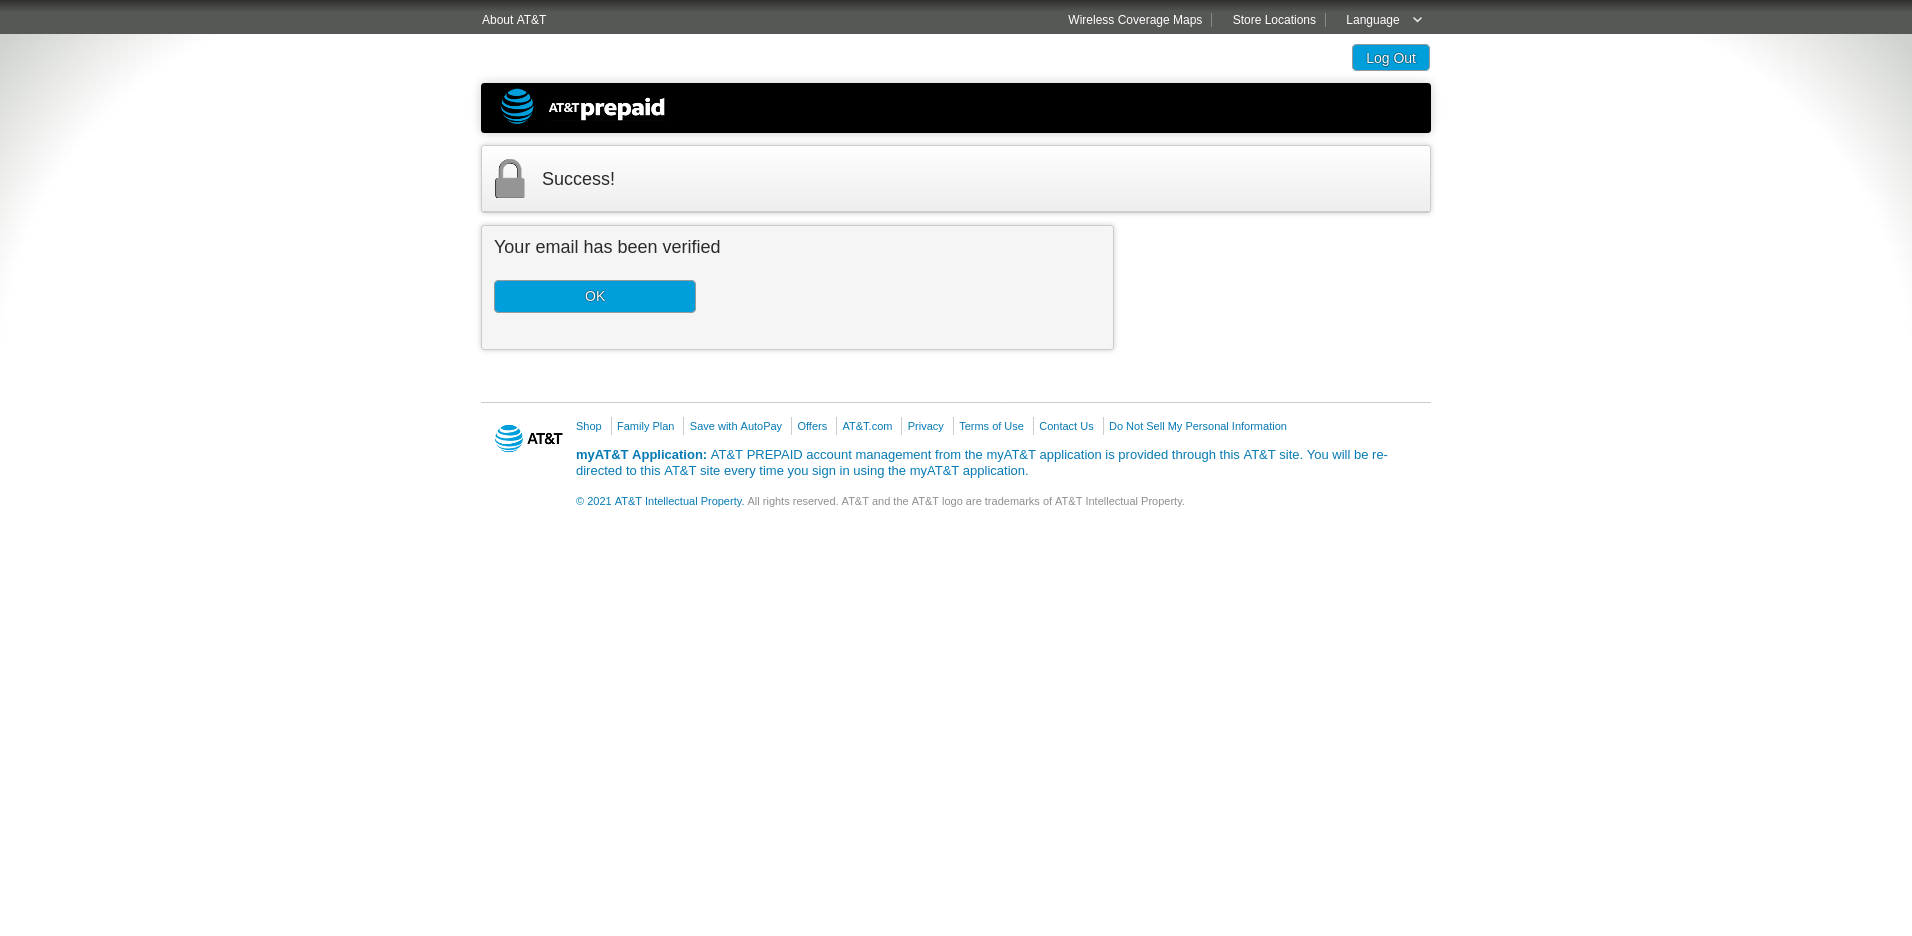 About AT&T
Wireless Coverage Maps
Store Locations
Language
Log Out
AT&T prepaid
Success!
Your email has been verified
OK
AT&T
Shop
Family Plan
Save with AutoPay
Offers
AT&T.com
Privacy
Terms of Use
Contact Us
Do Not Sell My Personal Information
myAT&T Application: AT&T PREPAID account management from the myAT&T application is provided through this AT&T site. You will be re-
directed to this AT&T site every time you sign in using the myAT&T application.
© 2021 AT&T Intellectual Property. All rights reserved. AT&T and the AT&T logo are trademarks of AT&T Intellectual Property.